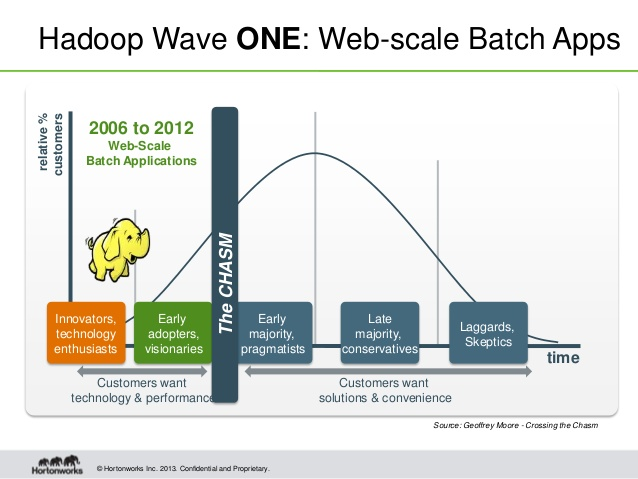 Hadoop Wave ONE: Web-scale Batch Apps
relative %
customers
2006 to 2012
Web-Scale
Batch Applications
The CHASM
Innovators,
technology
enthusiasts
Early
adopters,
visionaries
Early
majority,
pragmatists
Late
majority,
conservatives
Laggards,
Skeptics
time
Customers want
technology & performance
Customers want
solutions & convenience
Source: Geoffrey Moore - Crossing the Chasm
Hortonworks
© Hortonworks Inc. 2013. Confidential and Proprietary.